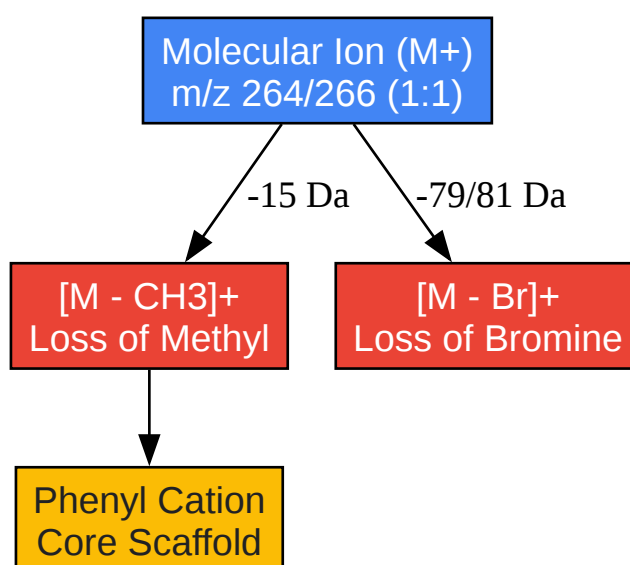 Molecular Ion (M+)
m/z 264/266 (1:1)
-15 Da
-79/81 Da
[M - CH3]+
Loss of Methyl
[M - Br]+
Loss of Bromine
Phenyl Cation
Core Scaffold